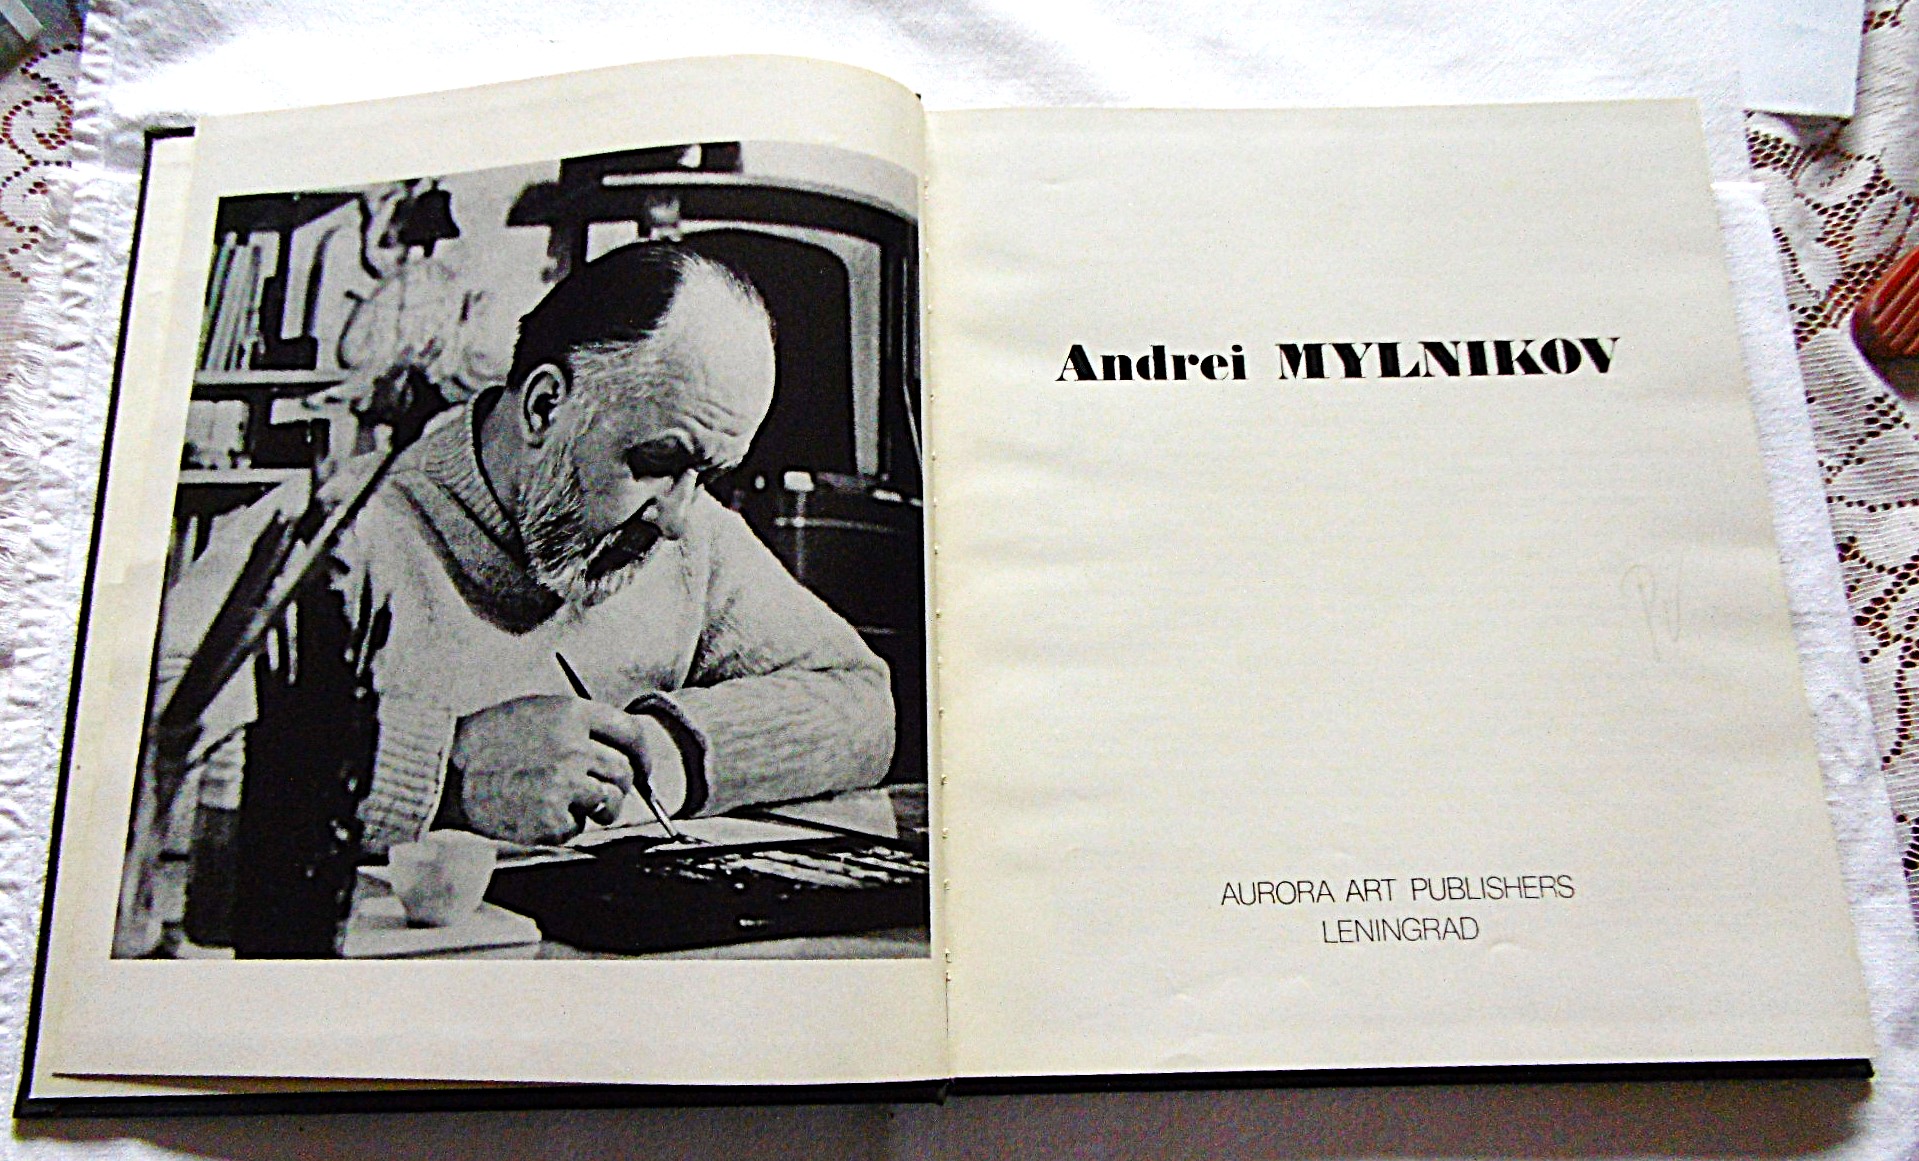 Andrei MYLNIKOV
AURORA ART PUBLISHERS
LENINGRAD